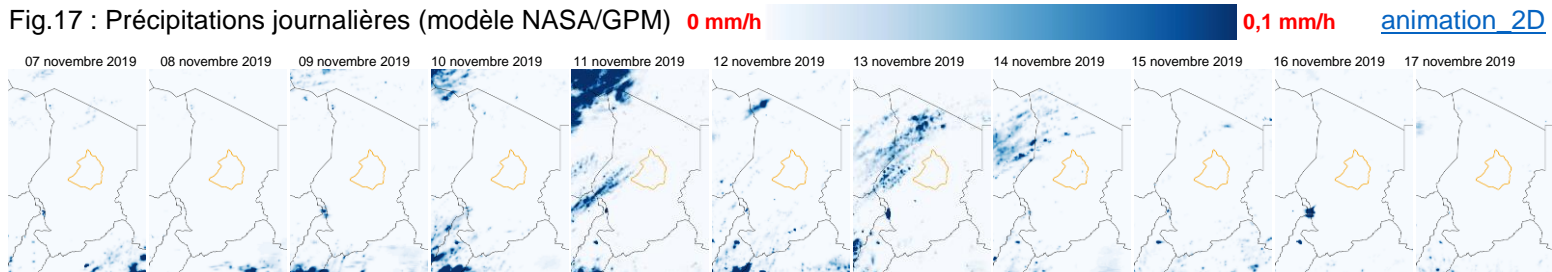 Fig.17 : Précipitations journalières (modèle NASA/GPM) 0 mm/h 0,1 mm/h animation_2D
07 novembre 2019 08 novembre 2019 09 novembre 2019 10 novembre 2019 11 novembre 2019 12 novembre 2019 13 novembre 2019 14 novembre 2019 15 novembre 2019 16 novembre 2019 17 novembre 2019